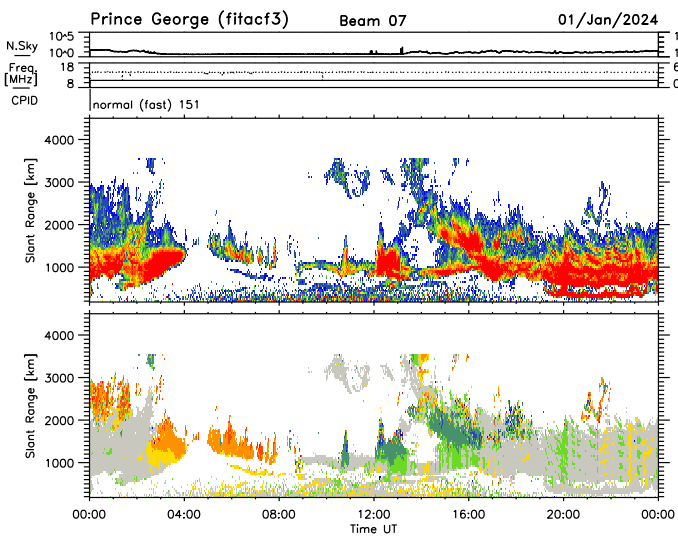 Prince George (fitacf3) Beam 07 01/Jan/2024
N.Sky 10^5 10^0
Freq. [MHz] 18 8 6 0
CPID normal (fast) 151
Slant Range [km] 4000 3000 2000 1000
Slant Range [km] 4000 3000 2000 1000
00:00 04:00 08:00 12:00 16:00 20:00 00:00
Time UT